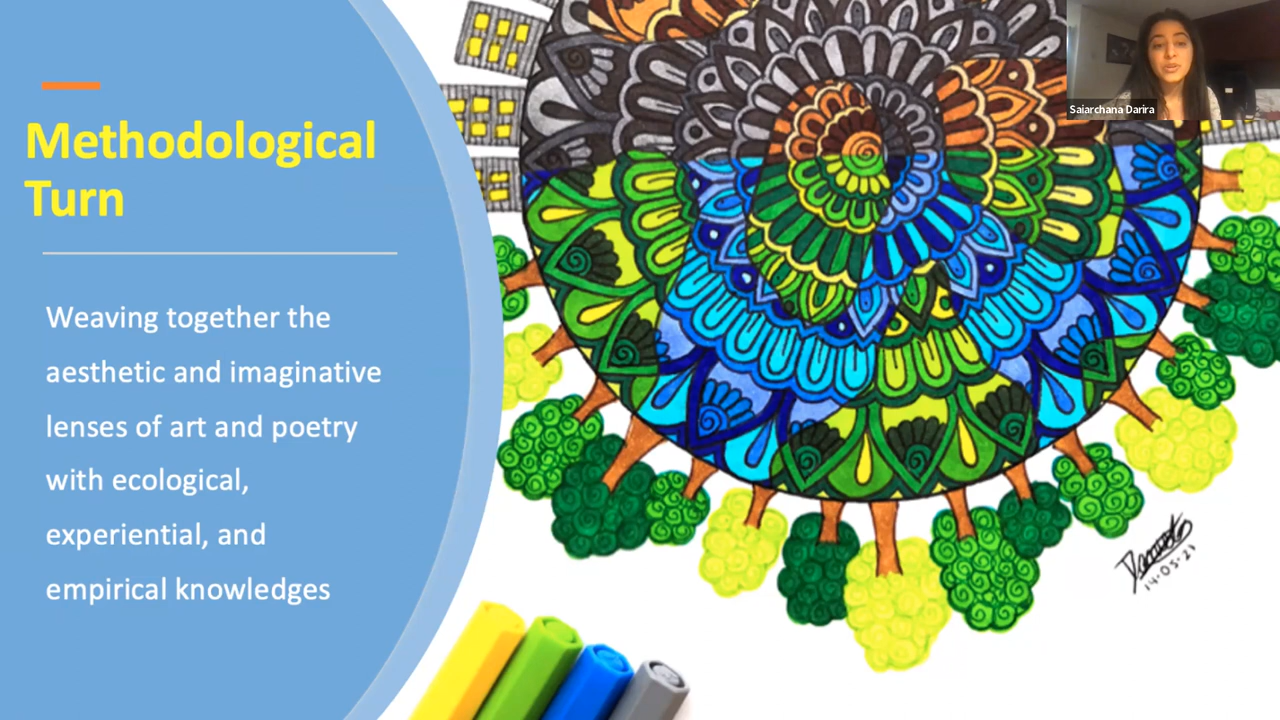 Methodological
Turn
Weaving together the
aesthetic and imaginative
lenses of art and poetry
with ecological,
experiential, and
empirical knowledges
Saiarchana Darira
14-05-21